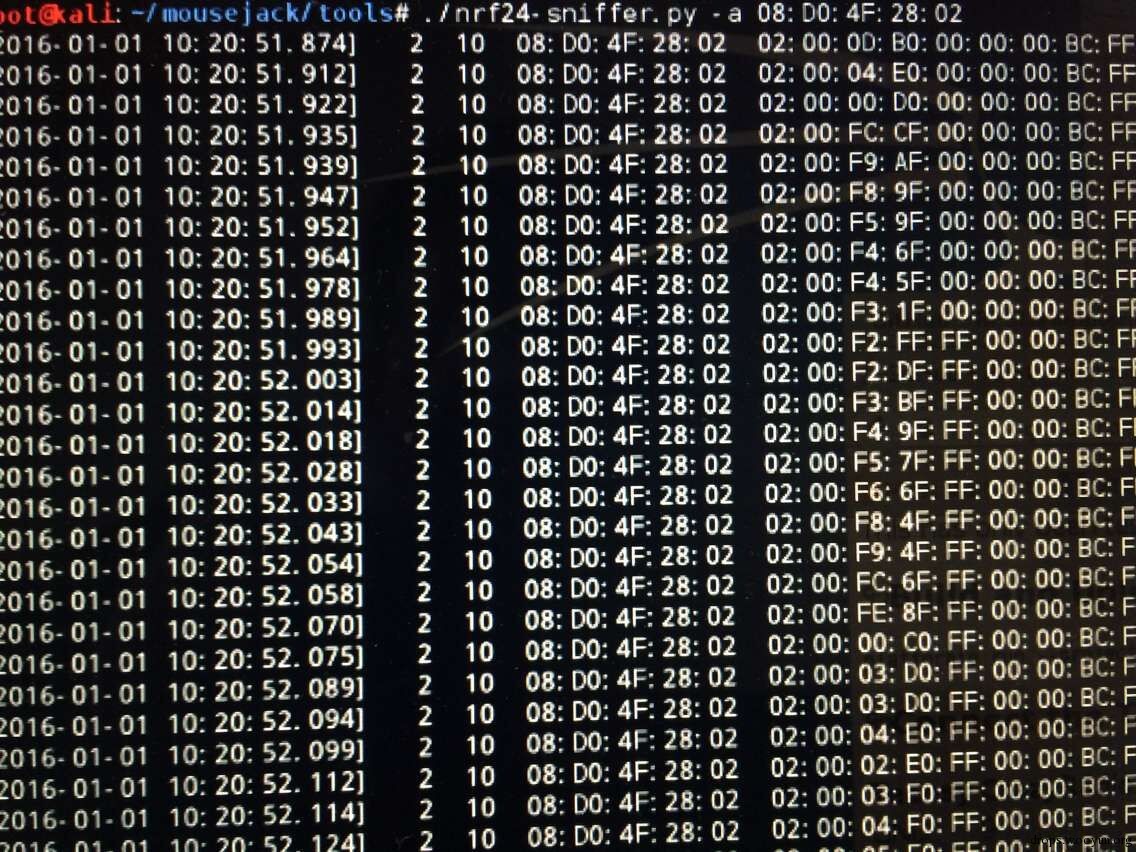 oot@kali:~/mousejack/tools# ./nrf24-sniffer.py -a 08:D0:4F:28:02
2016-01-01 10:20:51.874] 2 10 08:D0:4F:28:02 02:00:0D:B0:00:00:00:BC:FF
2016-01-01 10:20:51.912] 2 10 08:D0:4F:28:02 02:00:04:E0:00:00:00:BC:FF
2016-01-01 10:20:51.922] 2 10 08:D0:4F:28:02 02:00:00:D0:00:00:00:BC:FF
2016-01-01 10:20:51.935] 2 10 08:D0:4F:28:02 02:00:FC:CF:00:00:00:BC:FF
2016-01-01 10:20:51.939] 2 10 08:D0:4F:28:02 02:00:F9:AF:00:00:00:BC:FF
2016-01-01 10:20:51.947] 2 10 08:D0:4F:28:02 02:00:F8:9F:00:00:00:BC:FF
2016-01-01 10:20:51.952] 2 10 08:D0:4F:28:02 02:00:F5:9F:00:00:00:BC:FF
2016-01-01 10:20:51.964] 2 10 08:D0:4F:28:02 02:00:F4:6F:00:00:00:BC:FF
2016-01-01 10:20:51.978] 2 10 08:D0:4F:28:02 02:00:F4:5F:00:00:00:BC:FF
2016-01-01 10:20:51.989] 2 10 08:D0:4F:28:02 02:00:F3:1F:00:00:00:BC:FF
2016-01-01 10:20:51.993] 2 10 08:D0:4F:28:02 02:00:F2:FF:FF:00:00:BC:FF
2016-01-01 10:20:52.003] 2 10 08:D0:4F:28:02 02:00:F2:DF:FF:00:00:BC:FF
2016-01-01 10:20:52.014] 2 10 08:D0:4F:28:02 02:00:F3:BF:FF:00:00:BC:F
2016-01-01 10:20:52.018] 2 10 08:D0:4F:28:02 02:00:F4:9F:FF:00:00:BC:F
2016-01-01 10:20:52.028] 2 10 08:D0:4F:28:02 02:00:F5:7F:FF:00:00:BC:F
2016-01-01 10:20:52.033] 2 10 08:D0:4F:28:02 02:00:F6:6F:FF:00:00:BC:F
2016-01-01 10:20:52.043] 2 10 08:D0:4F:28:02 02:00:F8:4F:FF:00:00:BC:F
2016-01-01 10:20:52.054] 2 10 08:D0:4F:28:02 02:00:F9:4F:FF:00:00:BC:F
2016-01-01 10:20:52.058] 2 10 08:D0:4F:28:02 02:00:FC:6F:FF:00:00:BC:F
2016-01-01 10:20:52.070] 2 10 08:D0:4F:28:02 02:00:FE:8F:FF:00:00:BC:F
2016-01-01 10:20:52.075] 2 10 08:D0:4F:28:02 02:00:00:C0:FF:00:00:BC:F
2016-01-01 10:20:52.089] 2 10 08:D0:4F:28:02 02:00:03:D0:FF:00:00:BC:F
2016-01-01 10:20:52.094] 2 10 08:D0:4F:28:02 02:00:03:D0:FF:00:00:BC:F
2016-01-01 10:20:52.099] 2 10 08:D0:4F:28:02 02:00:04:E0:FF:00:00:BC:F
2016-01-01 10:20:52.112] 2 10 08:D0:4F:28:02 02:00:02:E0:FF:00:00:BC:F
2016-01-01 10:20:52.114] 2 10 08:D0:4F:28:02 02:00:03:F0:FF:00:00:BC:F
2016-01-01 10:20:52.124] 2 10 08:D0:4F:28:02 02:00:04:F0:FF:00:00:BC:F